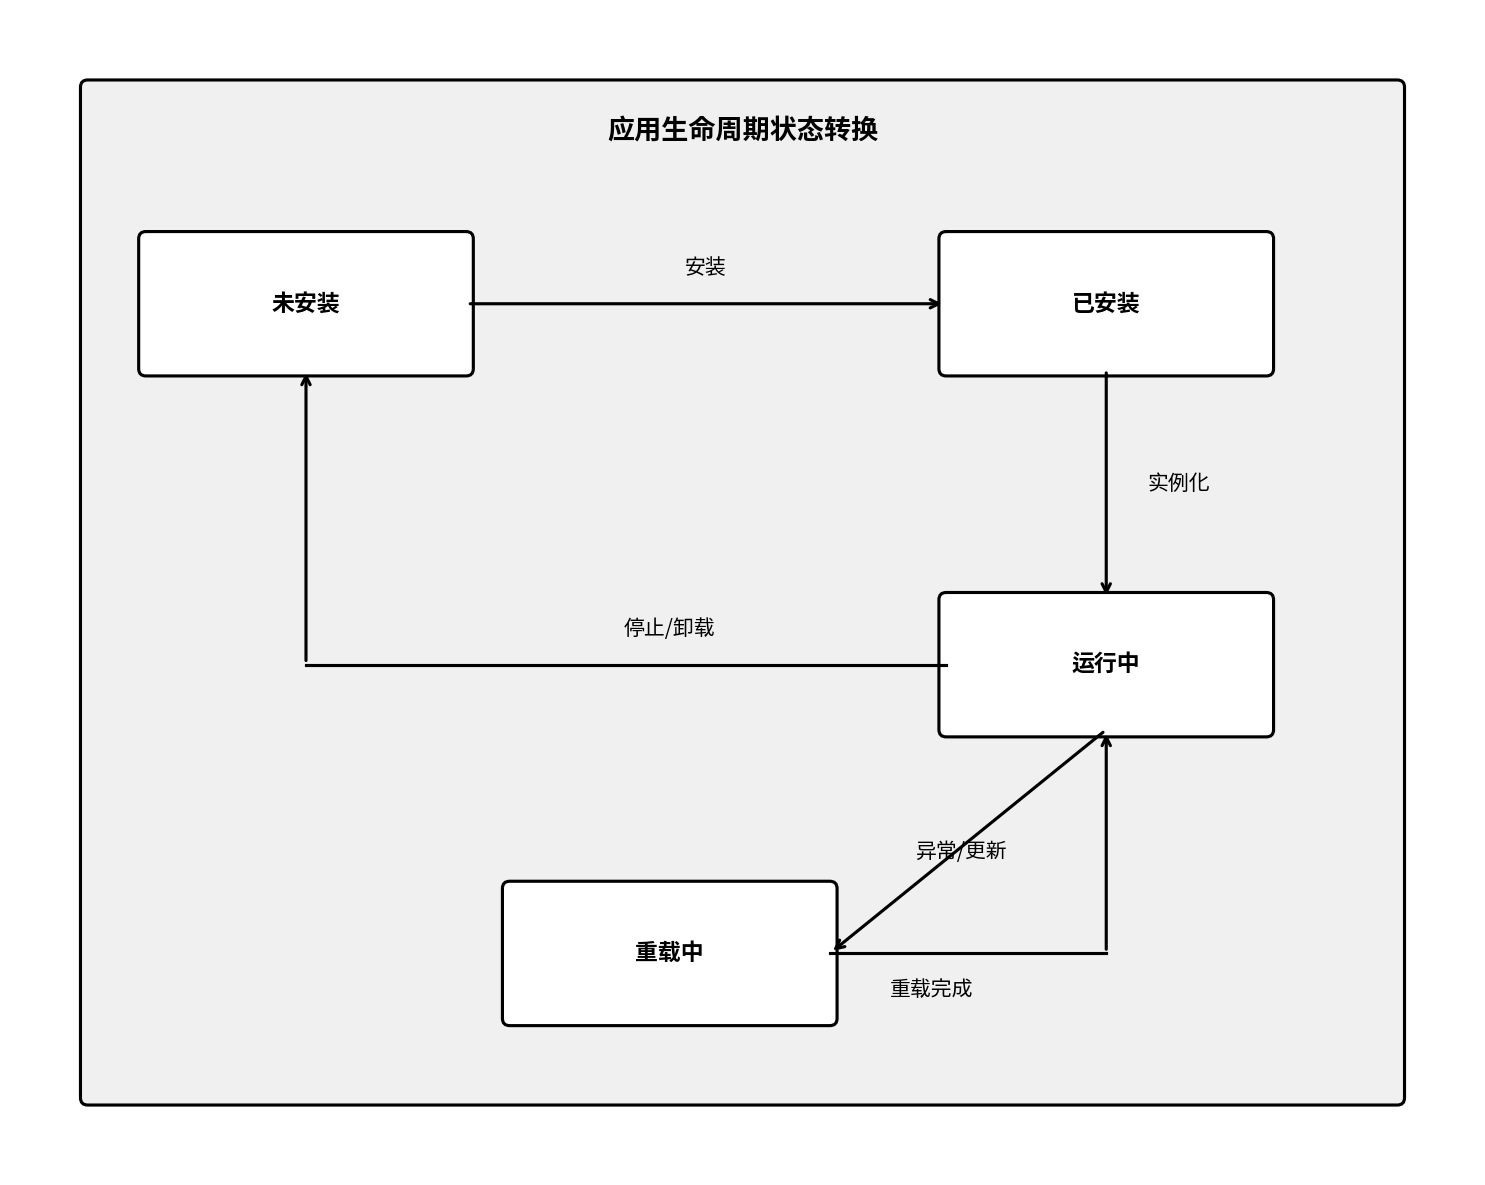 应用生命周期状态转换
未安装
安装
已安装
实例化
停止/卸载
运行中
异常/更新
重载中
重载完成